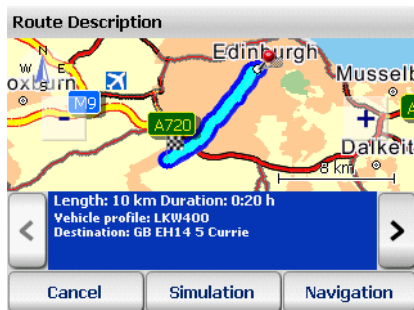 Route Description
N
W E
S
Edinburgh
oxburn
Musselb
M9
A720
A
-
+
Dalkeit
8 km
Length: 10 km Duration: 0:20 h
Vehicle profile: LKW400
Destination: GB EH14 5 Currie
< >
Cancel Simulation Navigation